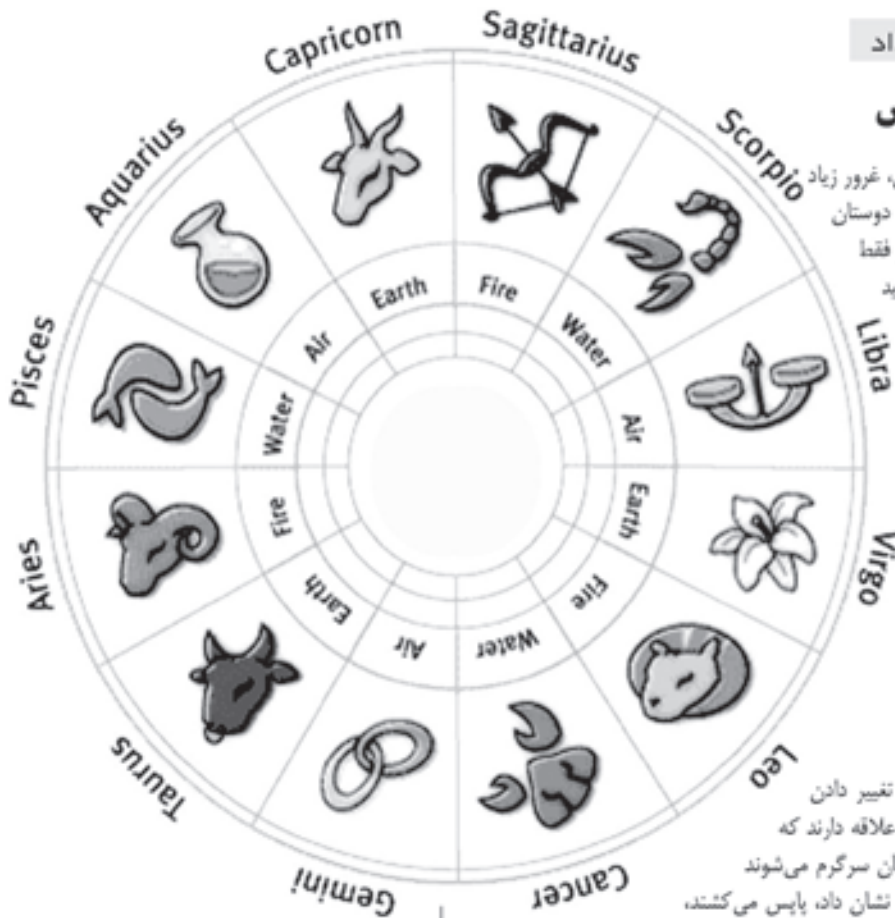 Capricorn
Sagittarius
Scorpio
Libra
Virgo
Leo
Cancer
Gemini
Taurus
Aries
Pisces
Aquarius
Earth
Fire
Water
Air
Earth
Fire
Water
Air
Earth
Fire
Water
Air
اد
غرور زیاد
دوستان
فقط
تغییر دادن
علاقه دارند که
ان سرگرم می‌شوند
نشان داد، پایس می‌کشند،